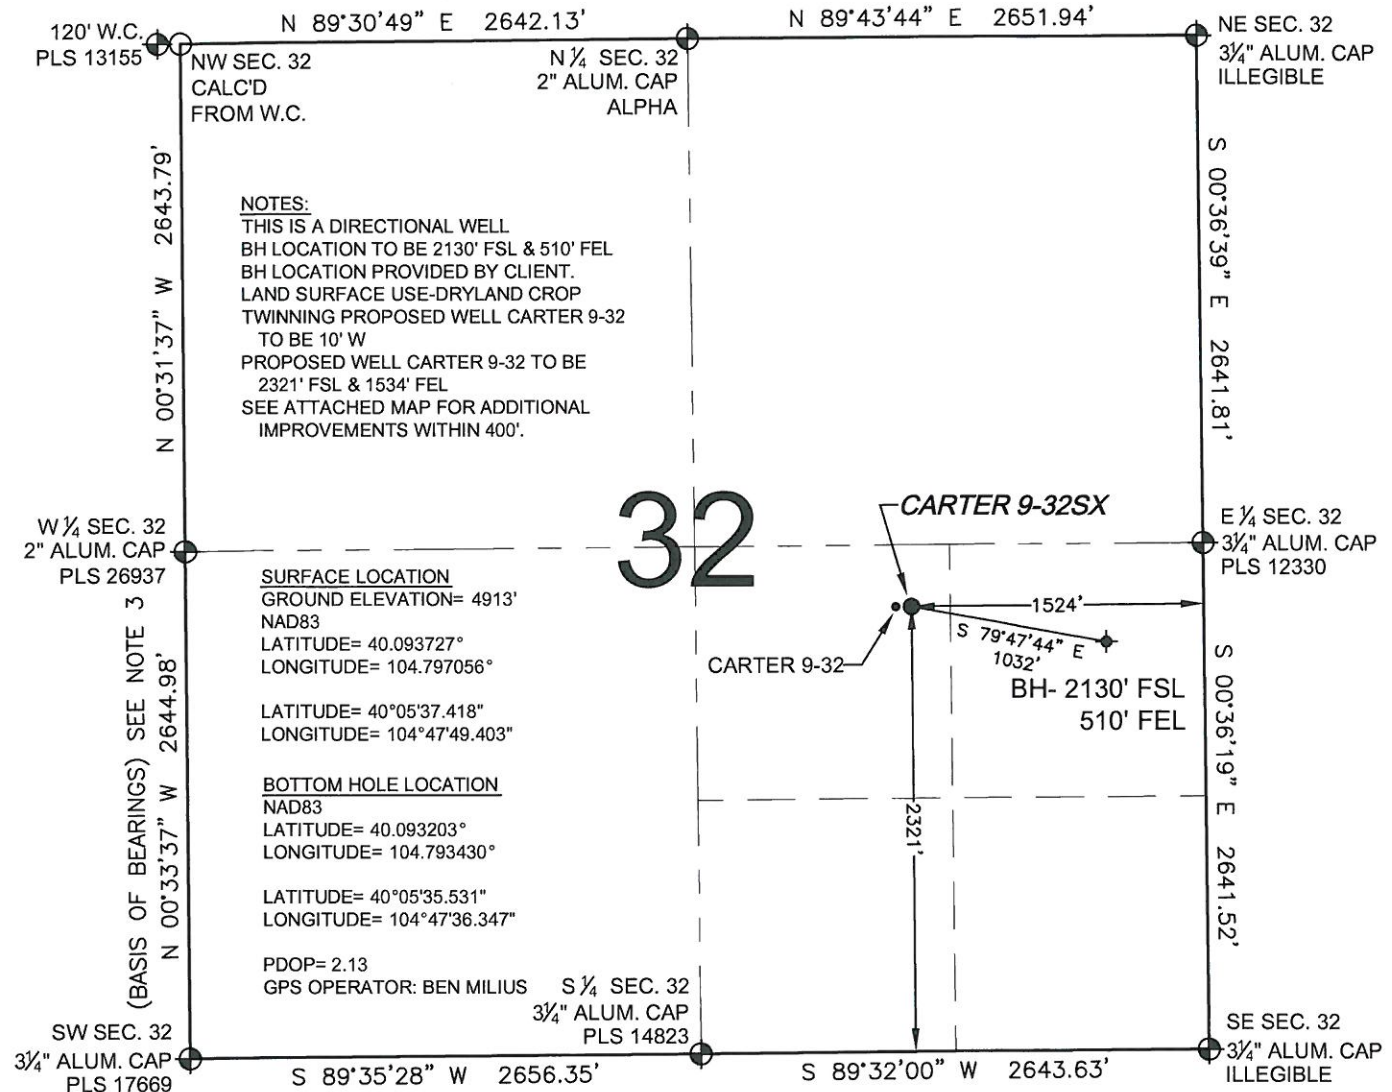 N 89°30'49" E 2642.13'
N 89°43'44" E 2651.94'
120' W.C.
PLS 13155
NW SEC. 32
CALC'D
FROM W.C.
N 1/4 SEC. 32
2" ALUM. CAP
ALPHA
NE SEC. 32
3 1/4" ALUM. CAP
ILLEGIBLE
N 00°31'37" W 2643.79'
S 00°36'39" E 2641.81'
NOTES:
THIS IS A DIRECTIONAL WELL
BH LOCATION TO BE 2130' FSL & 510' FEL
BH LOCATION PROVIDED BY CLIENT.
LAND SURFACE USE-DRYLAND CROP
TWINNING PROPOSED WELL CARTER 9-32
TO BE 10' W
PROPOSED WELL CARTER 9-32 TO BE
2321' FSL & 1534' FEL
SEE ATTACHED MAP FOR ADDITIONAL
IMPROVEMENTS WITHIN 400'.
32
CARTER 9-32SX
W 1/4 SEC. 32
2" ALUM. CAP
PLS 26937
E 1/4 SEC. 32
3 1/4" ALUM. CAP
PLS 12330
SURFACE LOCATION
GROUND ELEVATION= 4913'
NAD83
LATITUDE= 40.093727°
LONGITUDE= 104.797056°
LATITUDE= 40°05'37.418"
LONGITUDE= 104°47'49.403"
1524'
S 79°47'44" E
1032'
CARTER 9-32
BH- 2130' FSL
510' FEL
2321'
(BASIS OF BEARINGS) SEE NOTE 3
N 00°33'37" W 2644.98'
S 00°36'19" E 2641.52'
BOTTOM HOLE LOCATION
NAD83
LATITUDE= 40.093203°
LONGITUDE= 104.793430°
LATITUDE= 40°05'35.531"
LONGITUDE= 104°47'36.347"
PDOP= 2.13
GPS OPERATOR: BEN MILIUS
S 1/4 SEC. 32
3 1/4" ALUM. CAP
PLS 14823
SW SEC. 32
3 1/4" ALUM. CAP
PLS 17669
SE SEC. 32
3 1/4" ALUM. CAP
ILLEGIBLE
S 89°35'28" W 2656.35'
S 89°32'00" W 2643.63'